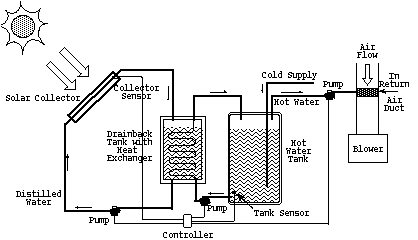 Air
Flow
Cold Supply
Pump
In
Return
Collector
Sensor
Solar Collector
Hot Water
Air
Duct
Drainback
Tank with
Heat
Exchanger
Hot
Water
Tank
Blower
Distilled
Water
Pump
Pump
Tank Sensor
Controller